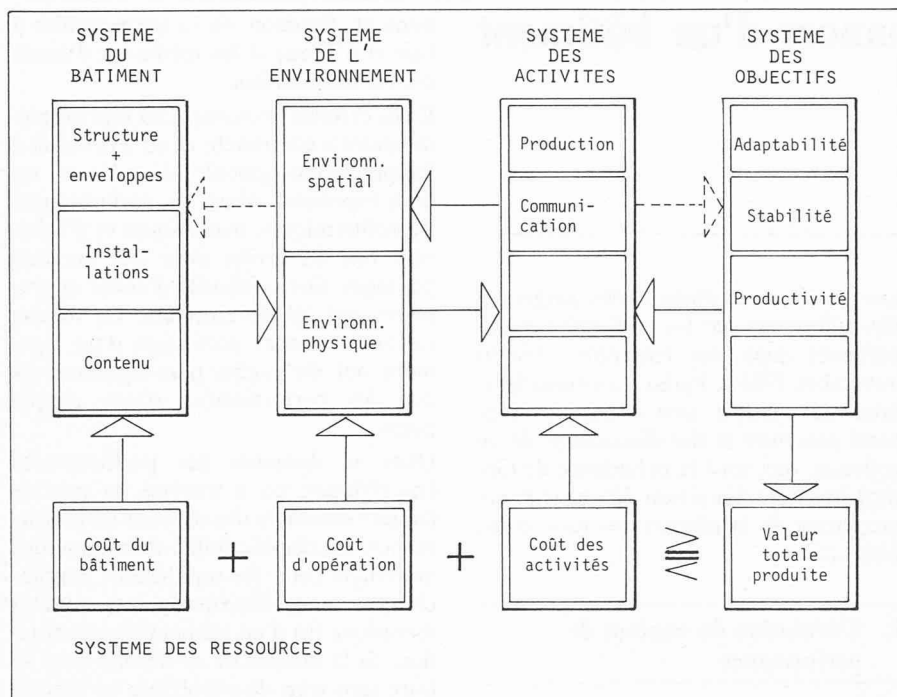 SYSTEME
DU
BATIMENT
Structure
+
enveloppes
Instal-
lations
Contenu
SYSTEME
DE L'
ENVIRONNEMENT
Environn.
spatial
Environn.
physique
SYSTEME
DES
ACTIVITES
Production
Communi-
cation
SYSTEME
DES
OBJECTIFS
Adaptabilité
Stabilité
Productivité
Coût du
bâtiment
+
Coût
d'opération
+
Coût des
activités
⋛
Valeur
totale
produite
SYSTEME DES RESSOURCES